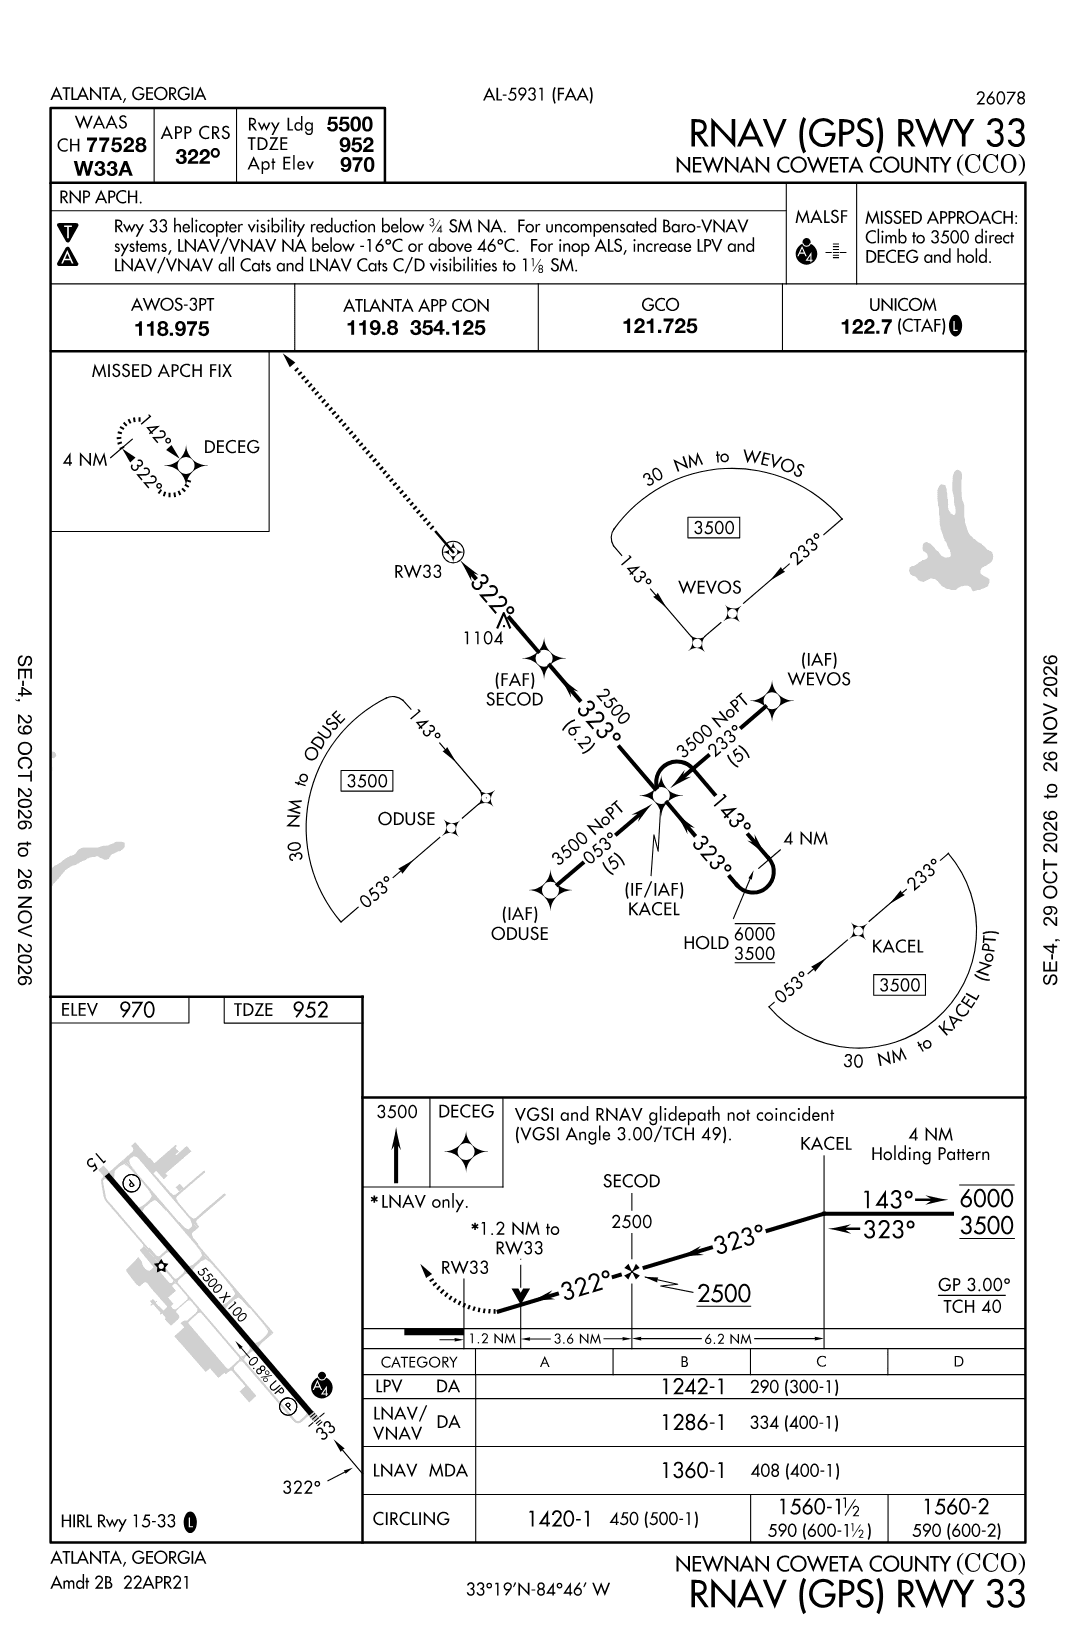 ATLANTA, GEORGIA
AL-5931 (FAA)
26078
WAAS
CH 77528
W33A
APP CRS
322°
Rwy Ldg 5500
TDZE 952
Apt Elev 970
RNAV (GPS) RWY 33
NEWNAN COWETA COUNTY (CCO)
RNP APCH.
T
A
Rwy 33 helicopter visibility reduction below ¾ SM NA. For uncompensated Baro-VNAV
systems, LNAV/VNAV NA below -16°C or above 46°C. For inop ALS, increase LPV and
LNAV/VNAV all Cats and LNAV Cats C/D visibilities to 1⅛ SM.
MALSF
A4
MISSED APPROACH:
Climb to 3500 direct
DECEG and hold.
AWOS-3PT
118.975
ATLANTA APP CON
119.8 354.125
GCO
121.725
UNICOM
122.7 (CTAF) L
MISSED APCH FIX
142°
DECEG
4 NM
322°
30 NM to WEVOS
3500
143°
233°
WEVOS
RW33
322°
1104
(FAF)
SECOD
2500
323°
(6.2)
(IAF)
WEVOS
3500 NoPT
233°
(5)
30 NM to ODUSE
143°
3500
ODUSE
053°
3500 NoPT
053°
(5)
(IAF)
ODUSE
143°
323°
4 NM
(IF/IAF)
KACEL
HOLD 6000
3500
233°
KACEL
053°
3500
30 NM to KACEL (NoPT)
SE-4, 29 OCT 2026 to 26 NOV 2026
SE-4, 29 OCT 2026 to 26 NOV 2026
ELEV 970
TDZE 952
15
P
5500 X 100
0.8% UP
P
A4
33
322°
HIRL Rwy 15-33 L
3500
DECEG
VGSI and RNAV glidepath not coincident
(VGSI Angle 3.00/TCH 49).
*LNAV only.
KACEL
4 NM
Holding Pattern
SECOD
2500
*1.2 NM to
RW33
RW33
143°
6000
323°
3500
323°
322°
2500
GP 3.00°
TCH 40
1.2 NM
3.6 NM
6.2 NM
CATEGORY A B C D
LPV DA 1242-1 290 (300-1)
LNAV/
VNAV DA 1286-1 334 (400-1)
LNAV MDA 1360-1 408 (400-1)
CIRCLING 1420-1 450 (500-1)
1560-1½
590 (600-1½)
1560-2
590 (600-2)
ATLANTA, GEORGIA
Amdt 2B 22APR21
33°19'N-84°46' W
NEWNAN COWETA COUNTY (CCO)
RNAV (GPS) RWY 33